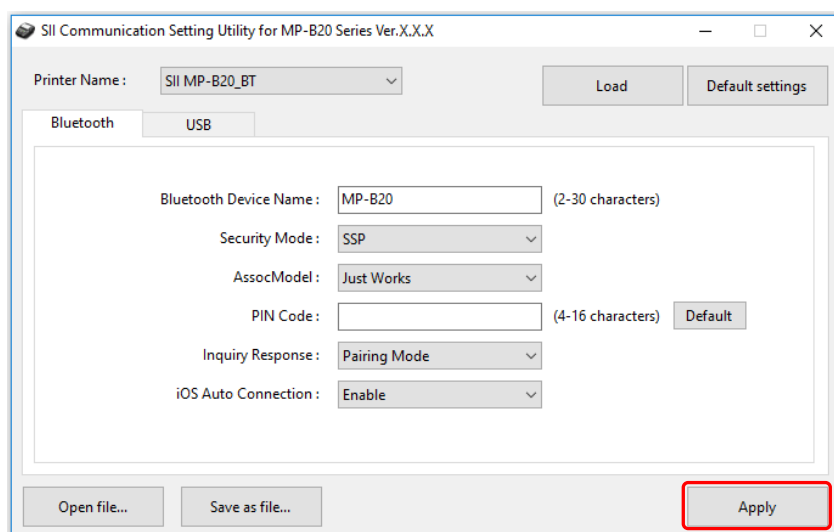 SII Communication Setting Utility for MP-B20 Series Ver.X.X.X
Printer Name : SII MP-B20_BT Load Default settings
Bluetooth USB
Bluetooth Device Name : MP-B20 (2-30 characters)
Security Mode : SSP
AssocModel : Just Works
PIN Code : (4-16 characters) Default
Inquiry Response : Pairing Mode
iOS Auto Connection : Enable
Open file... Save as file... Apply